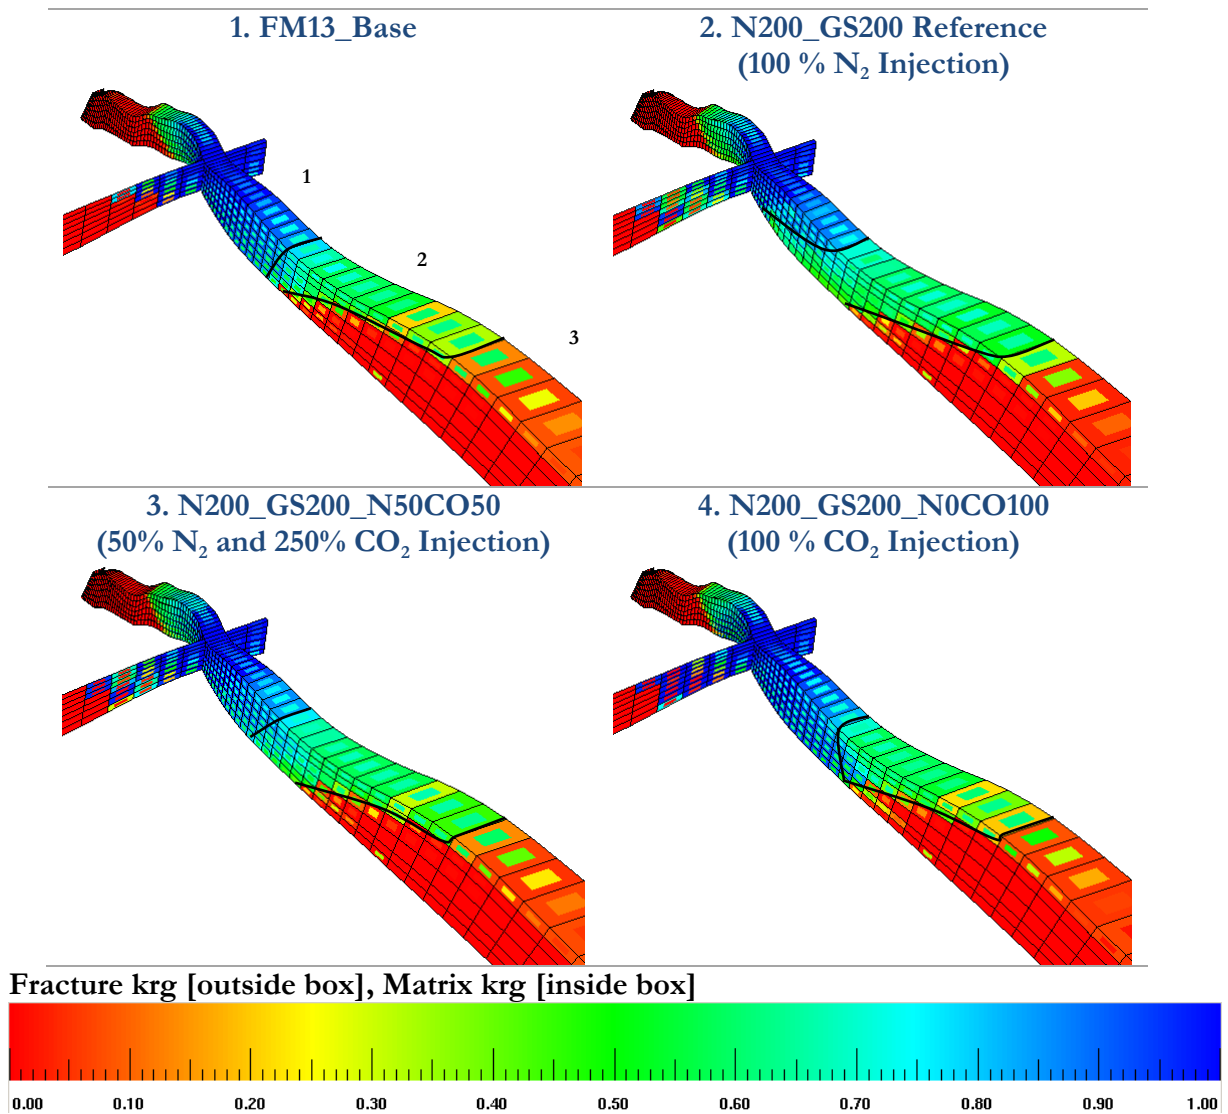 1. FM13_Base
2. N200_GS200 Reference
(100 % N₂ Injection)
1
2
3
3. N200_GS200_N50CO50
(50% N₂ and 250% CO₂ Injection)
4. N200_GS200_N0CO100
(100 % CO₂ Injection)
Fracture krg [outside box], Matrix krg [inside box]
0.00 0.10 0.20 0.30 0.40 0.50 0.60 0.70 0.80 0.90 1.00